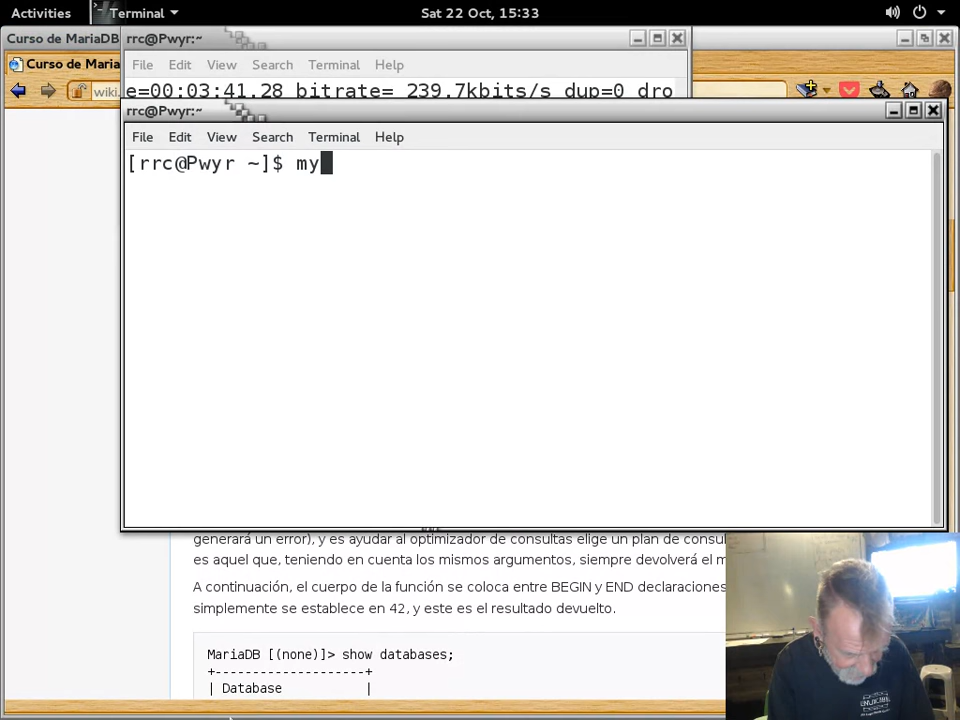 Activities Terminal Sat 22 Oct, 15:33
Curso de MariaDB rrc@Pwyr:~
Curso de Maria File Edit View Search Terminal Help
wiki. e=00:03:41.28 bitrate= 239.7kbits/s dup=0 dro
rrc@Pwyr:~
File Edit View Search Terminal Help
[rrc@Pwyr ~]$ my
generará un error), y es ayudar al optimizador de consultas elige un plan de consul
es aquel que, teniendo en cuenta los mismos argumentos, siempre devolverá el m
A continuación, el cuerpo de la función se coloca entre BEGIN y END declaraciones
simplemente se establece en 42, y este es el resultado devuelto.
MariaDB [(none)]> show databases;
+--------------------+
| Database |